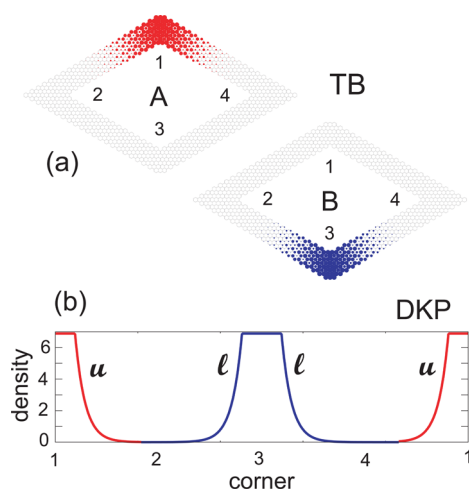 1
2 A 4
3
TB
(a)
1
2 B 4
3
(b)
DKP
density
6
4
2
0
u ℓ ℓ u
1 2 3 4 1
corner